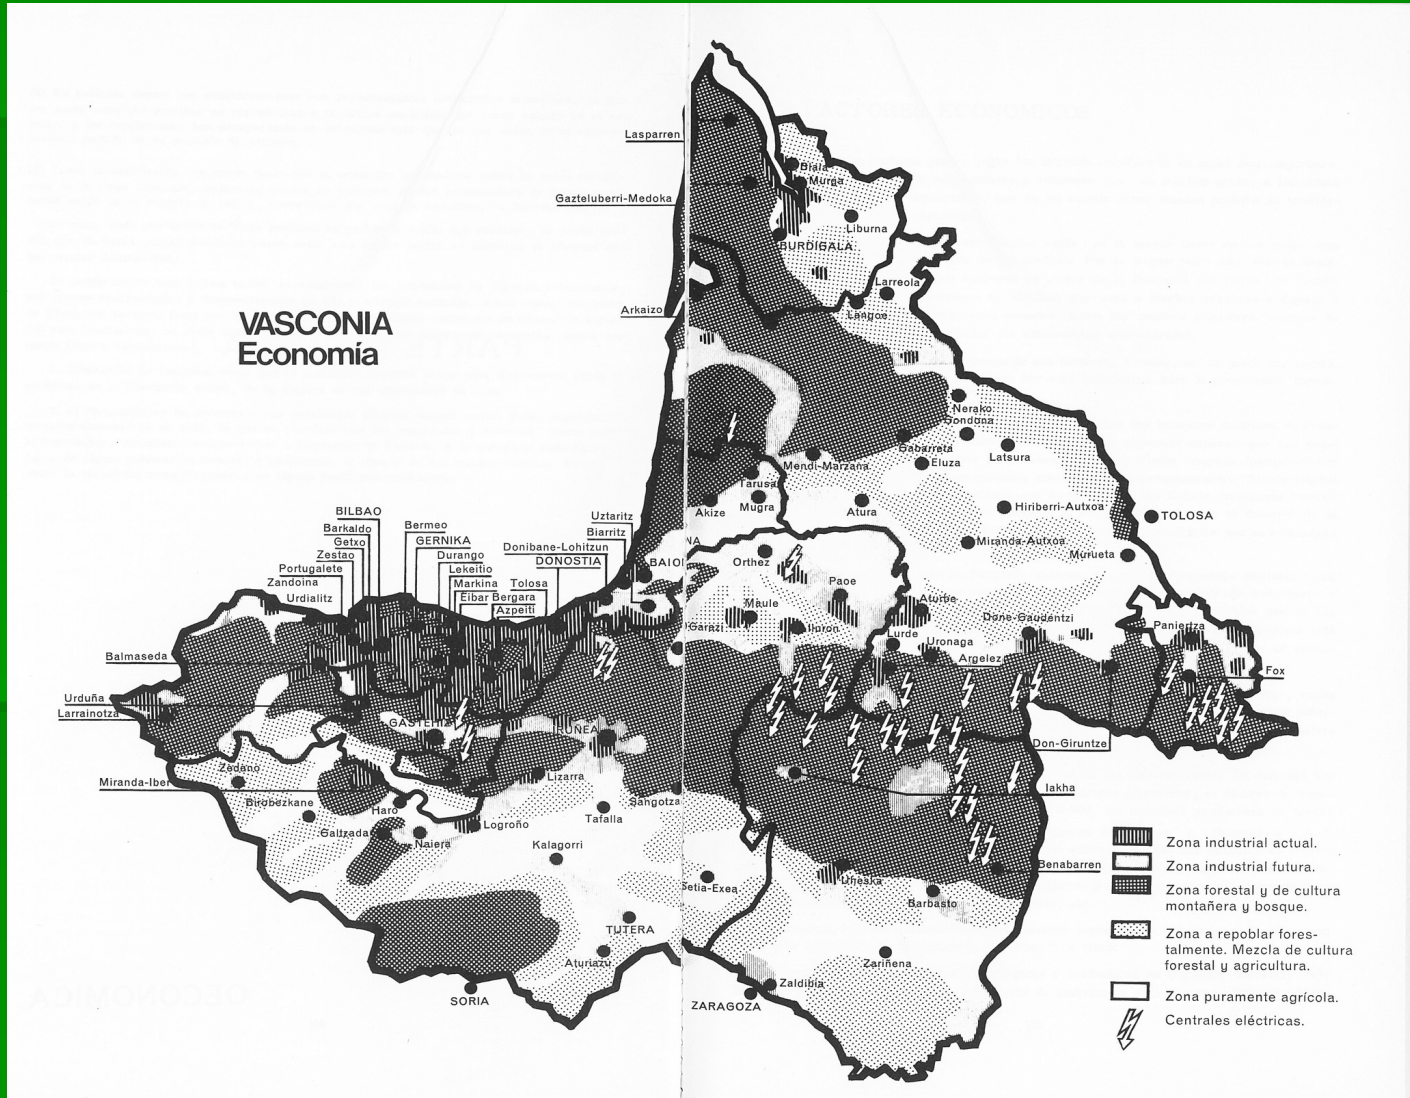 VASCONIA
Economía
Lasparren
Gazteluberri-Medoka
Arkaizo
Blaia
Murga
Liburna
BURDIGALA
Larreola
Langoe
Nerako
Gondona
Gabarreta
Eluza
Latsura
Mendi-Marzana
Tarusa
Mugra
Akize
Atura
Hiriberri-Autxoa
TOLOSA
Miranda-Autxoa
Murueta
BILBAO
Barkaldo
Getxo
Zestao
Portugalete
Zandoina
Urdialitz
Bermeo
GERNIKA
Durango
Lekeitio
Markina
Eibar
Bergara
Azpeiti
Tolosa
Uztaritz
Biarritz
Donibane-Lohitzun
DONOSTIA
Orthez
Paoe
Maule
Garazi
Iluron
Aturbe
Lurde
Uronaga
Argelez
Done-Gaudentzi
Paniertza
Fox
Don-Giruntze
Balmaseda
Urduña
Larrainotza
GASTEHIZ
IRUÑEA
Miranda-Iber
Zedano
Birobezkane
Haro
Galtzada
Naiera
Logroño
Lizarra
Tafalla
Sangotza
Kalagorri
Setia-Exea
TUTERA
Aturiazu
SORIA
Iakha
Benabarren
Uheska
Barbasto
Zariñena
Zaldibia
ZARAGOZA
Zona industrial actual.
Zona industrial futura.
Zona forestal y de cultura
montañera y bosque.
Zona a repoblar fores-
talmente. Mezcla de cultura
forestal y agricultura.
Zona puramente agrícola.
Centrales eléctricas.